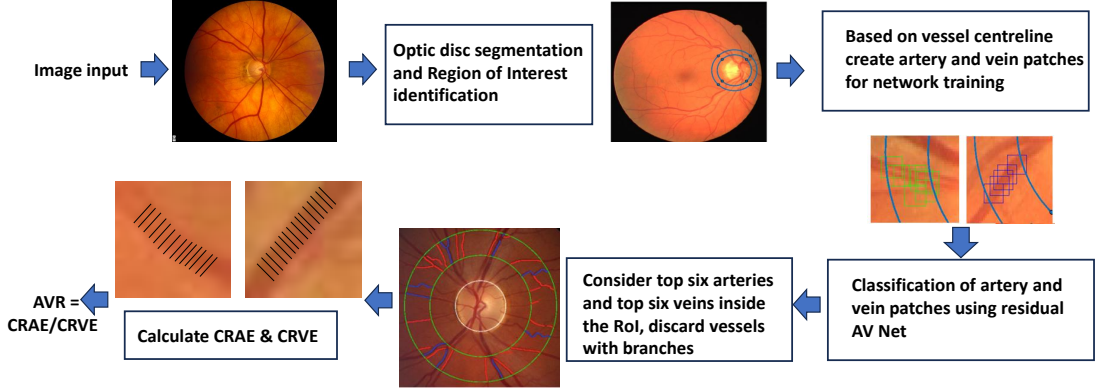 Image input
Optic disc segmentation
and Region of Interest
identification
Based on vessel centreline
create artery and vein patches
for network training
Classification of artery and
vein patches using residual
AV Net
Consider top six arteries
and top six veins inside
the RoI, discard vessels
with branches
Calculate CRAE & CRVE
AVR =
CRAE/CRVE